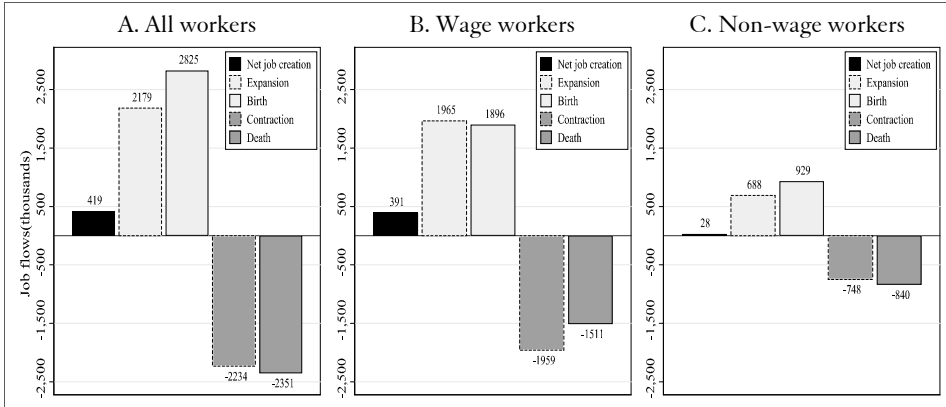 A. All workers
B. Wage workers
C. Non-wage workers
Job flows(thousands)
2,500
1,500
500
-500
-1,500
-2,500
419
2179
2825
-2234
-2351
Net job creation
Expansion
Birth
Contraction
Death
2,500
1,500
500
-500
-1,500
-2,500
391
1965
1896
-1959
-1511
Net job creation
Expansion
Birth
Contraction
Death
2,500
1,500
500
-500
-1,500
-2,500
28
688
929
-748
-840
Net job creation
Expansion
Birth
Contraction
Death